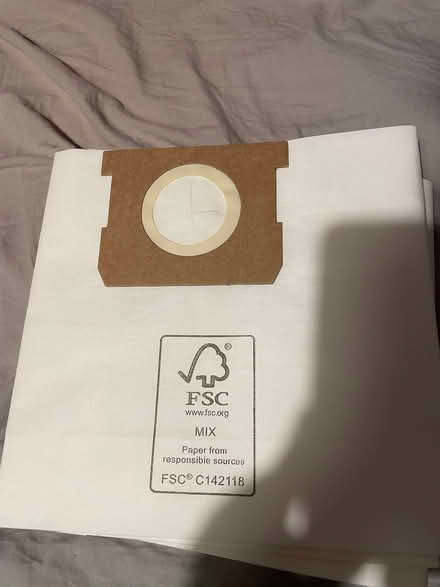 ®
FSC
www.fsc.org
MIX
Paper from
responsible sources
FSC® C142118